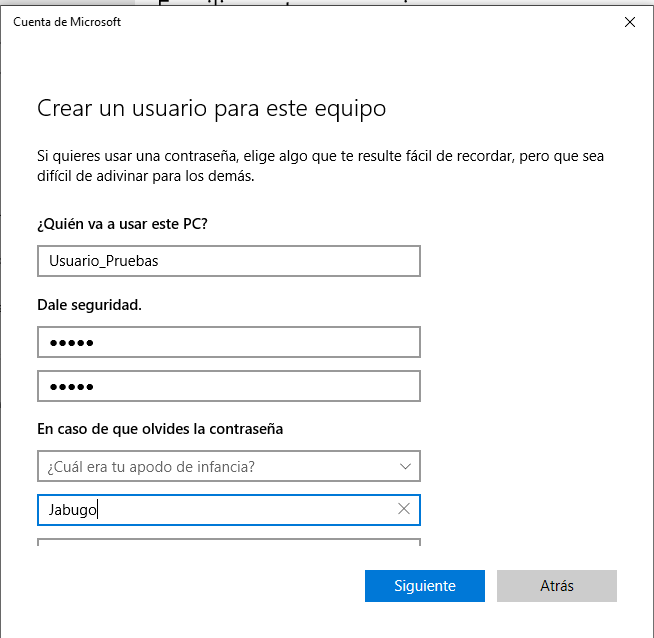 Cuenta de Microsoft
Crear un usuario para este equipo
Si quieres usar una contraseña, elige algo que te resulte fácil de recordar, pero que sea
difícil de adivinar para los demás.
¿Quién va a usar este PC?
Usuario_Pruebas
Dale seguridad.
●●●●●
●●●●●
En caso de que olvides la contraseña
¿Cuál era tu apodo de infancia?
Jabugo
Siguiente
Atrás